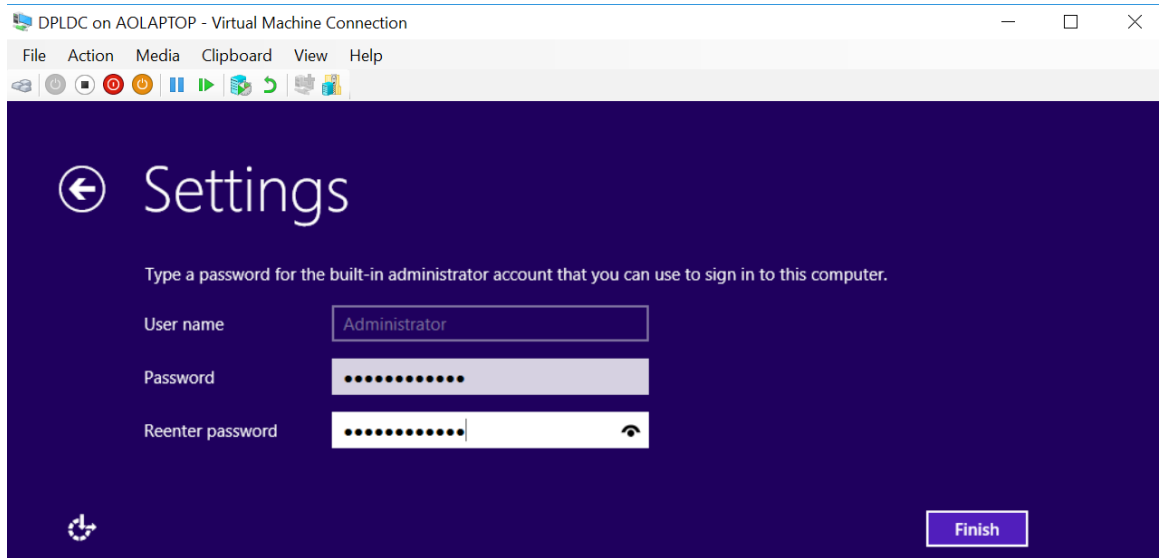 DPLDC on AOLAPTOP - Virtual Machine Connection
File Action Media Clipboard View Help
Settings
Type a password for the built-in administrator account that you can use to sign in to this computer.
User name Administrator
Password ●●●●●●●●●●●●
Reenter password ●●●●●●●●●●●●
Finish